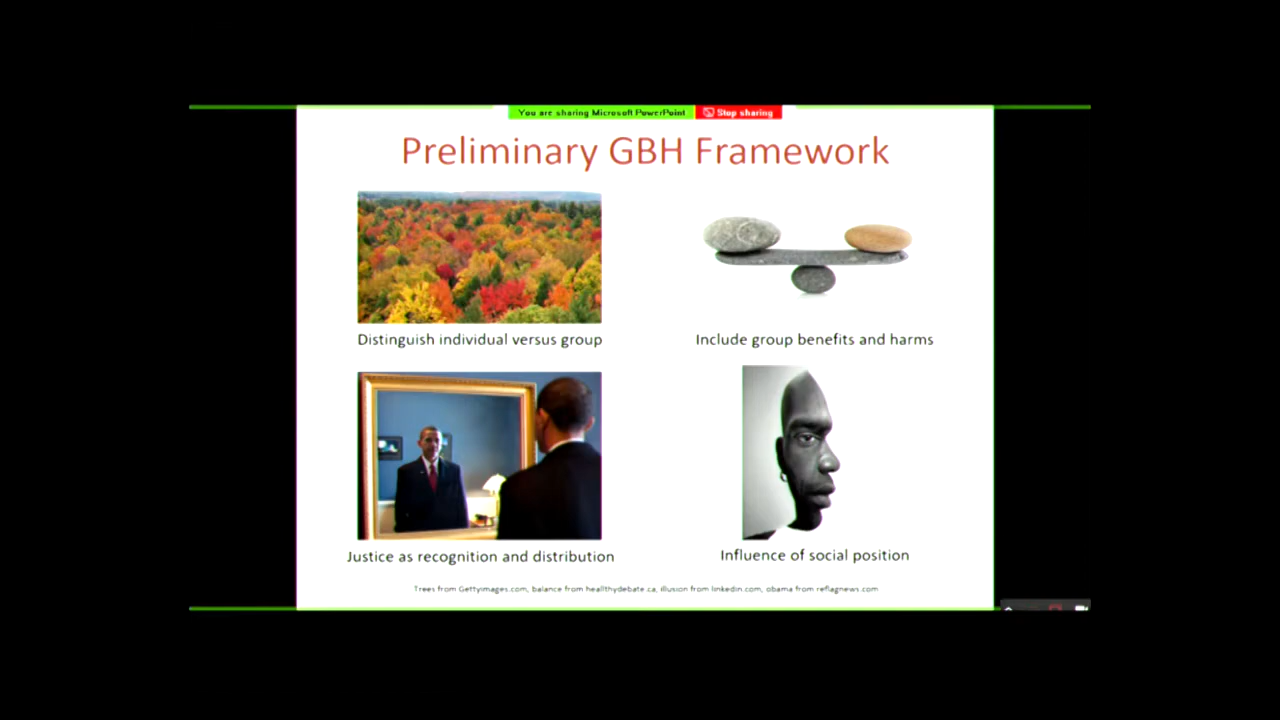 You are sharing Microsoft PowerPoint
Stop sharing
Preliminary GBH Framework
Distinguish individual versus group
Include group benefits and harms
Justice as recognition and distribution
Influence of social position
Trees from Gettyimages.com, balance from healthydebate.ca, illusion from linkedin.com, obama from reflagnews.com